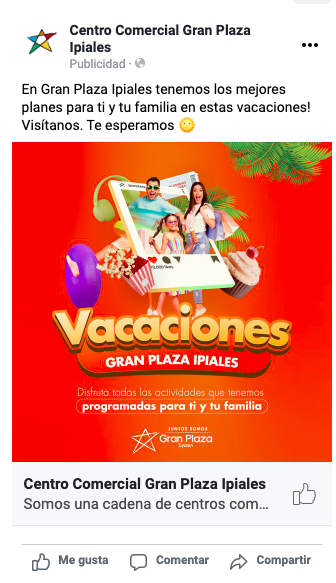 Centro Comercial Gran Plaza
Ipiales
Publicidad ·
En Gran Plaza Ipiales tenemos los mejores
planes para ti y tu familia en estas vacaciones!
Visítanos. Te esperamos 🌞
Vacaciones
GRAN PLAZA IPIALES
Disfruta todas las actividades que tenemos
programadas para ti y tu familia
JUNTOS SOMOS
Gran Plaza
Ipiales
Centro Comercial Gran Plaza Ipiales
Somos una cadena de centros com...
Me gusta
Comentar
Compartir